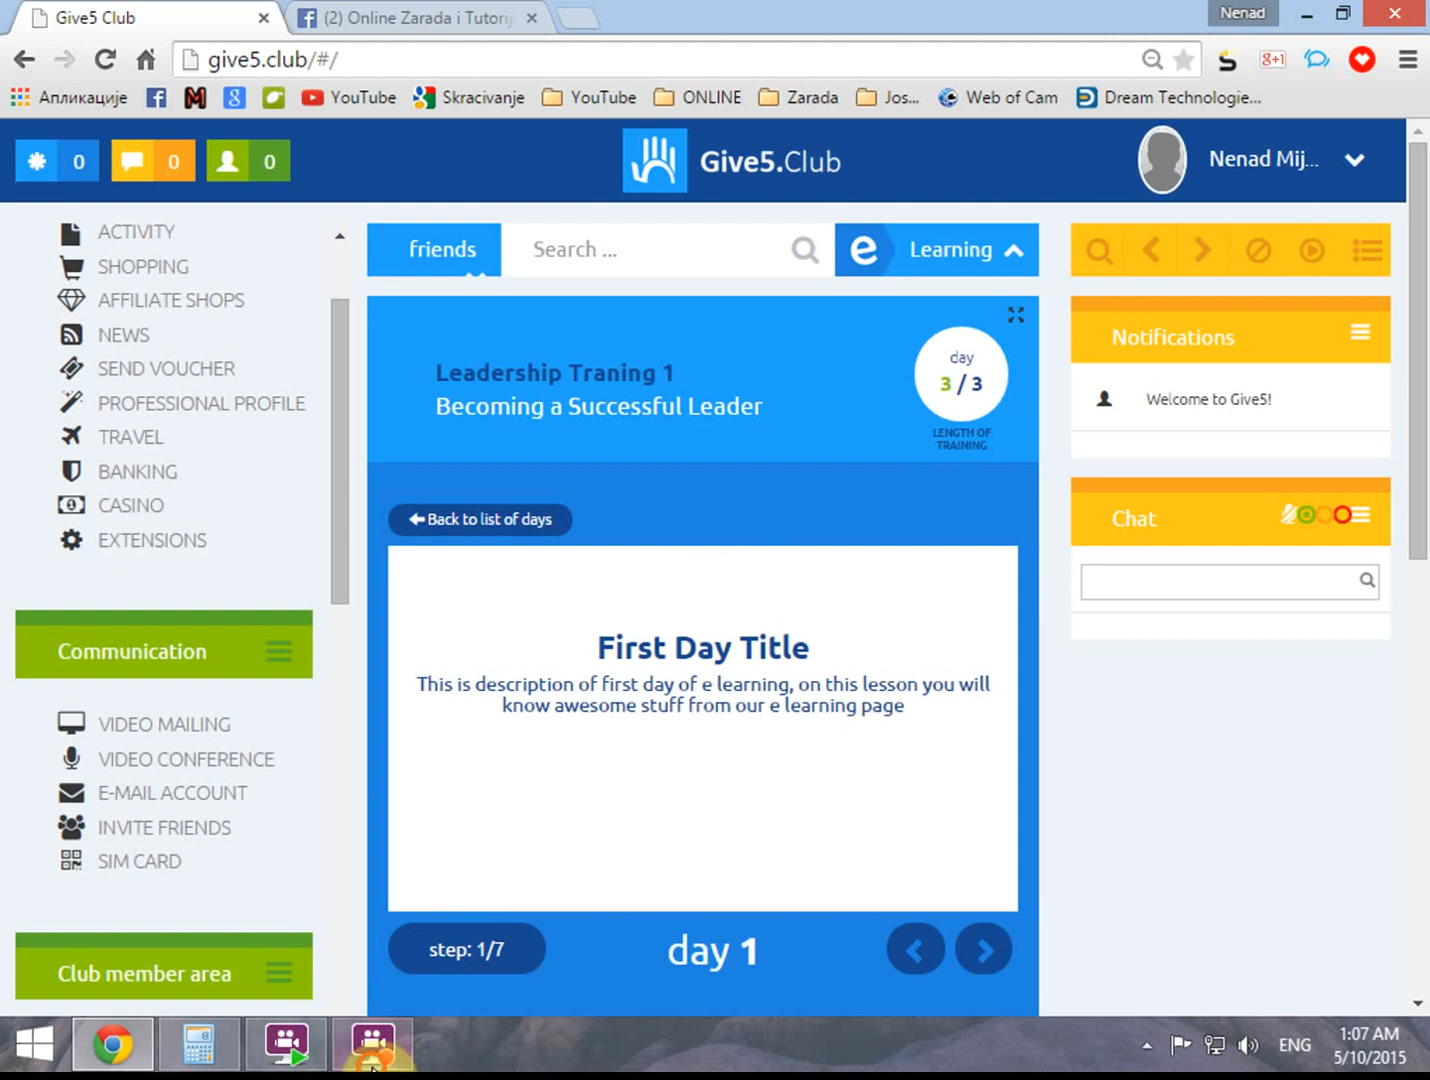 Give5 Club
(2) Online Zarada i Tutorij
Nenad
give5.club/#/
Апликације
YouTube
Skracivanje
YouTube
ONLINE
Zarada
Jos...
Web of Cam
Dream Technologie...
0
0
0
Give5.Club
Nenad Mij...
ACTIVITY
SHOPPING
AFFILIATE SHOPS
NEWS
SEND VOUCHER
PROFESSIONAL PROFILE
TRAVEL
BANKING
CASINO
EXTENSIONS
Communication
VIDEO MAILING
VIDEO CONFERENCE
E-MAIL ACCOUNT
INVITE FRIENDS
SIM CARD
Club member area
friends
Search ...
e Learning
Leadership Traning 1
Becoming a Successful Leader
day
3 / 3
LENGTH OF
TRAINING
Back to list of days
First Day Title
This is description of first day of e learning, on this lesson you will
know awesome stuff from our e learning page
step: 1/7
day 1
Notifications
Welcome to Give5!
Chat
ENG
1:07 AM
5/10/2015